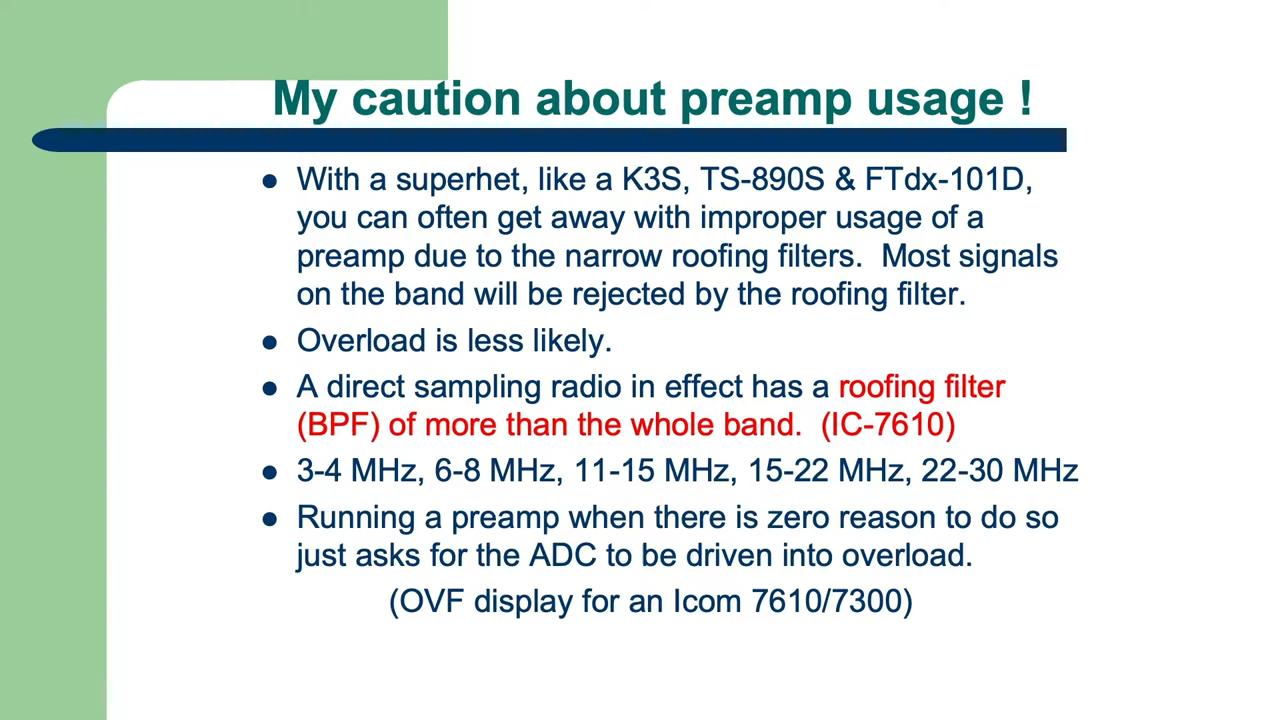 My caution about preamp usage !
● With a superhet, like a K3S, TS-890S & FTdx-101D,
you can often get away with improper usage of a
preamp due to the narrow roofing filters.  Most signals
on the band will be rejected by the roofing filter.
● Overload is less likely.
● A direct sampling radio in effect has a roofing filter
(BPF) of more than the whole band.  (IC-7610)
● 3-4 MHz, 6-8 MHz, 11-15 MHz, 15-22 MHz, 22-30 MHz
● Running a preamp when there is zero reason to do so
just asks for the ADC to be driven into overload.
(OVF display for an Icom 7610/7300)